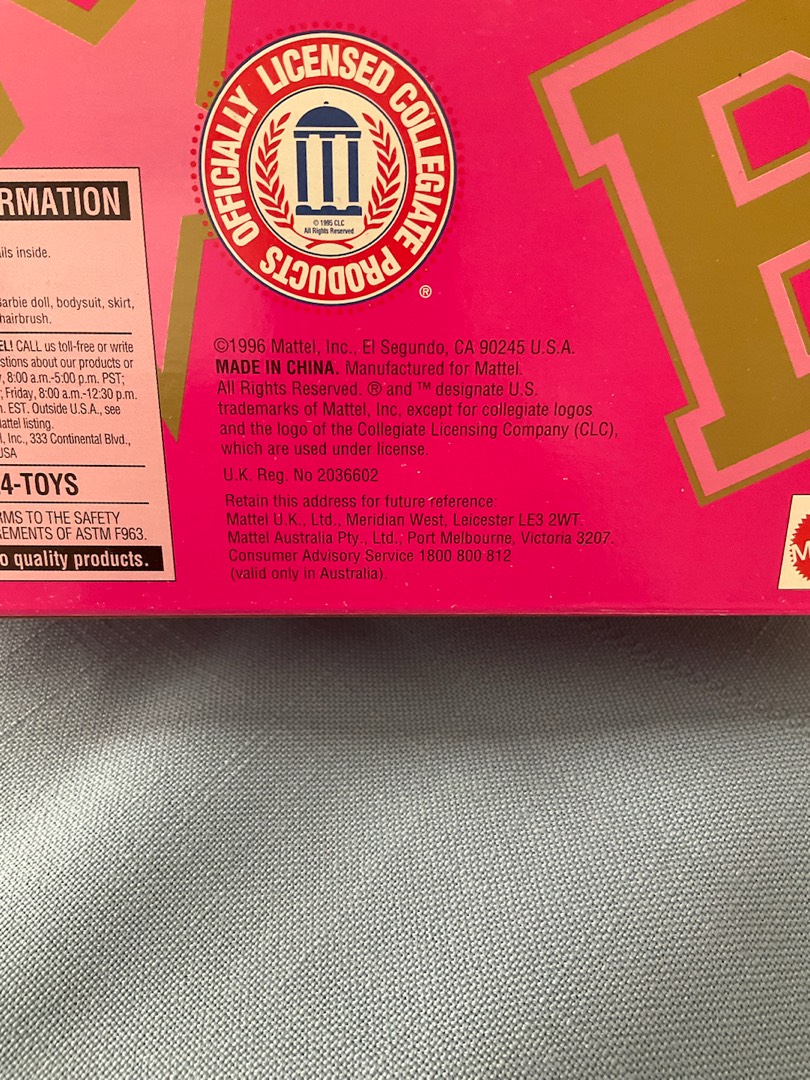 OFFICIALLY LICENSED COLLEGIATE PRODUCTS
© 1995 CLC
All Rights Reserved
®
RMATION
ils inside.
arbie doll, bodysuit, skirt,
hairbrush.
EL! CALL us toll-free or write
stions about our products or
, 8:00 a.m.-5:00 p.m. PST;
; Friday, 8:00 a.m.-12:30 p.m.
. EST. Outside U.S.A., see
attel listing.
, Inc., 333 Continental Blvd.,
USA
4-TOYS
RMS TO THE SAFETY
EMENTS OF ASTM F963.
o quality products.
©1996 Mattel, Inc., El Segundo, CA 90245 U.S.A.
MADE IN CHINA. Manufactured for Mattel.
All Rights Reserved. ® and ™ designate U.S.
trademarks of Mattel, Inc. except for collegiate logos
and the logo of the Collegiate Licensing Company (CLC),
which are used under license.
U.K. Reg. No 2036602
Retain this address for future reference:
Mattel U.K., Ltd., Meridian West, Leicester LE3 2WT.
Mattel Australia Pty., Ltd., Port Melbourne, Victoria 3207.
Consumer Advisory Service 1800 800 812
(valid only in Australia).
M